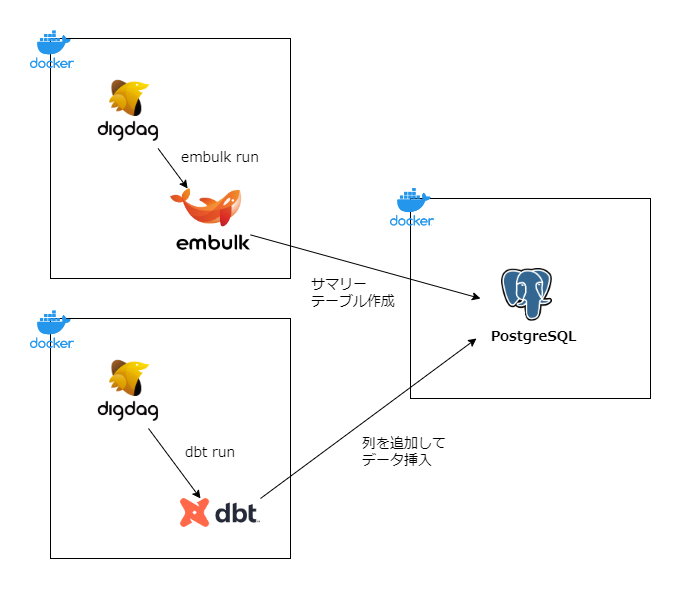 docker
digdag
embulk run
embulk
docker
サマリー
テーブル作成
PostgreSQL
docker
digdag
列を追加して
データ挿入
dbt run
dbt